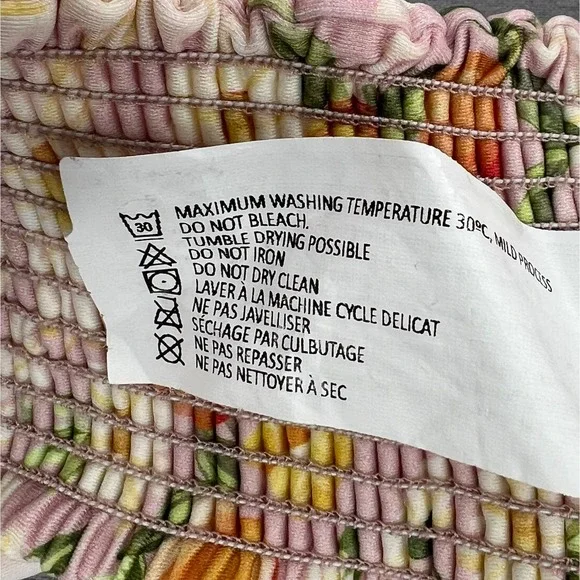 30
MAXIMUM WASHING TEMPERATURE 30ºC, MILD PROCESS
DO NOT BLEACH.
TUMBLE DRYING POSSIBLE
DO NOT IRON
DO NOT DRY CLEAN
LAVER À LA MACHINE CYCLE DELICAT
NE PAS JAVELLISER
SÉCHAGE PAR CULBUTAGE
NE PAS REPASSER
NE PAS NETTOYER À SEC